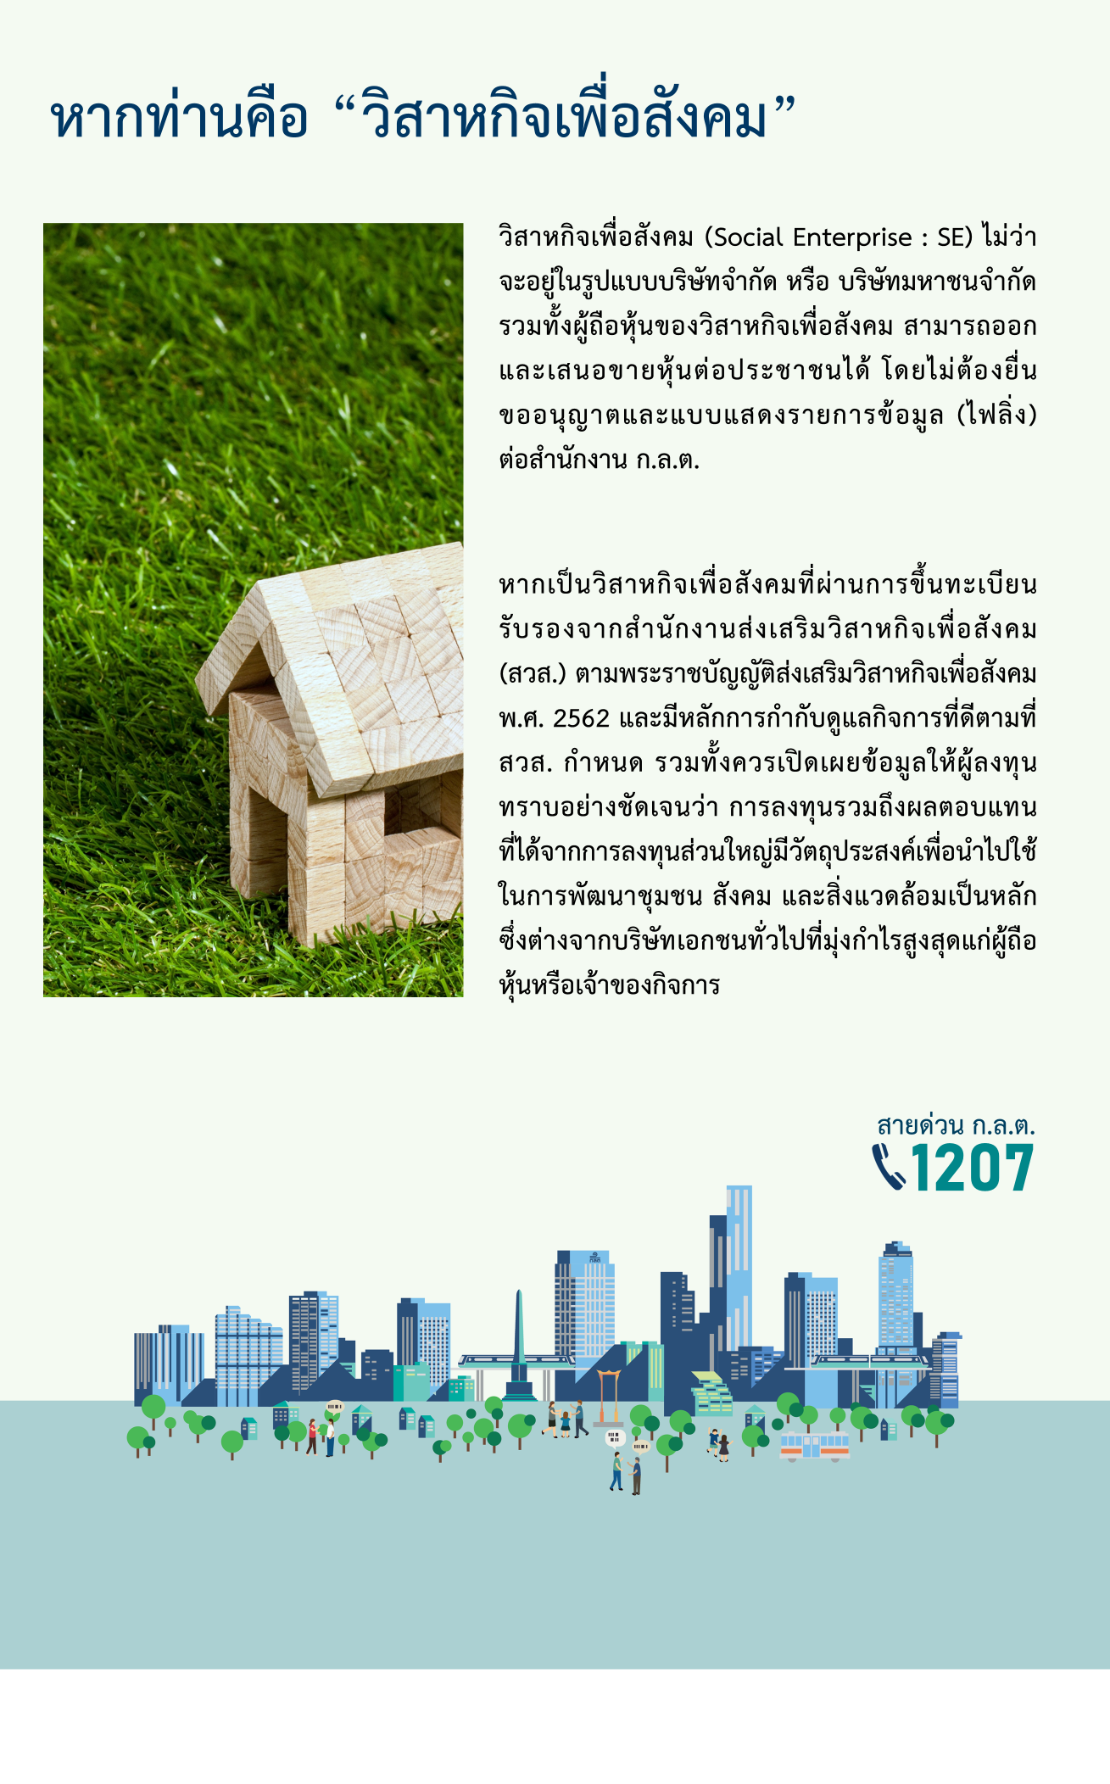 หากท่านคือ “วิสาหกิจเพื่อสังคม”
วิสาหกิจเพื่อสังคม (Social Enterprise : SE) ไม่ว่า
จะอยู่ในรูปแบบบริษัทจำกัด หรือ บริษัทมหาชนจำกัด
รวมทั้งผู้ถือหุ้นของวิสาหกิจเพื่อสังคม สามารถออก
และเสนอขายหุ้นต่อประชาชนได้ โดยไม่ต้องยื่น
ขออนุญาตและแบบแสดงรายการข้อมูล (ไฟลิ่ง)
ต่อสำนักงาน ก.ล.ต.
หากเป็นวิสาหกิจเพื่อสังคมที่ผ่านการขึ้นทะเบียน
รับรองจากสำนักงานส่งเสริมวิสาหกิจเพื่อสังคม
(สวส.) ตามพระราชบัญญัติส่งเสริมวิสาหกิจเพื่อสังคม
พ.ศ. 2562 และมีหลักการกำกับดูแลกิจการที่ดีตามที่
สวส. กำหนด รวมทั้งควรเปิดเผยข้อมูลให้ผู้ลงทุน
ทราบอย่างชัดเจนว่า การลงทุนรวมถึงผลตอบแทน
ที่ได้จากการลงทุนส่วนใหญ่มีวัตถุประสงค์เพื่อนำไปใช้
ในการพัฒนาชุมชน สังคม และสิ่งแวดล้อมเป็นหลัก
ซึ่งต่างจากบริษัทเอกชนทั่วไปที่มุ่งกำไรสูงสุดแก่ผู้ถือ
หุ้นหรือเจ้าของกิจการ
สายด่วน ก.ล.ต.
1207